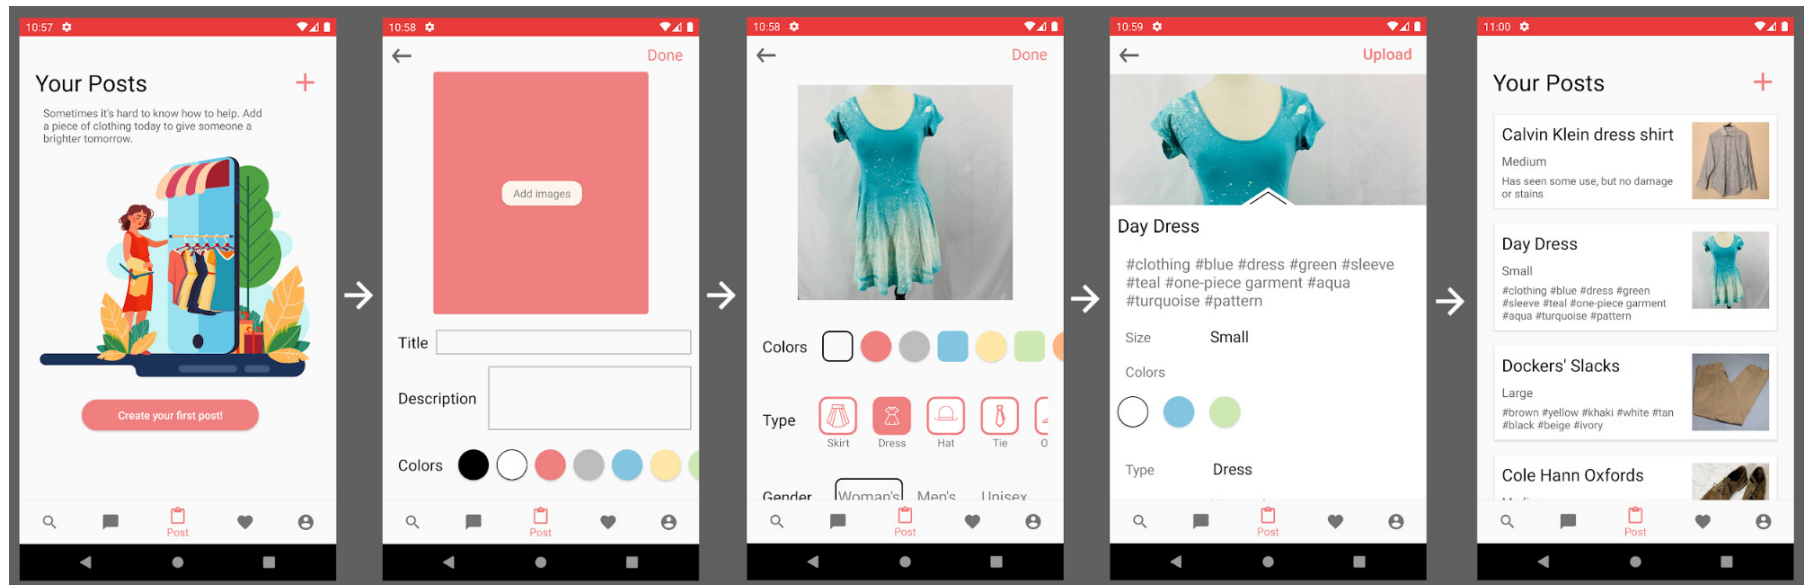 10:57
Your Posts
Sometimes it's hard to know how to help. Add
a piece of clothing today to give someone a
brighter tomorrow.
Create your first post!
Post
10:58
Done
Add images
Title
Description
Colors
Post
10:58
Done
Colors
Type
Skirt
Dress
Hat
Tie
O
Gender
Woman's
Men's
Unisex
Post
10:59
Upload
Day Dress
#clothing #blue #dress #green #sleeve
#teal #one-piece garment #aqua
#turquoise #pattern
Size
Small
Colors
Type
Dress
Post
11:00
Your Posts
Calvin Klein dress shirt
Medium
Has seen some use, but no damage
or stains
Day Dress
Small
#clothing #blue #dress #green
#sleeve #teal #one-piece garment
#aqua #turquoise #pattern
Dockers' Slacks
Large
#brown #yellow #khaki #white #tan
#black #beige #ivory
Cole Hann Oxfords
Post